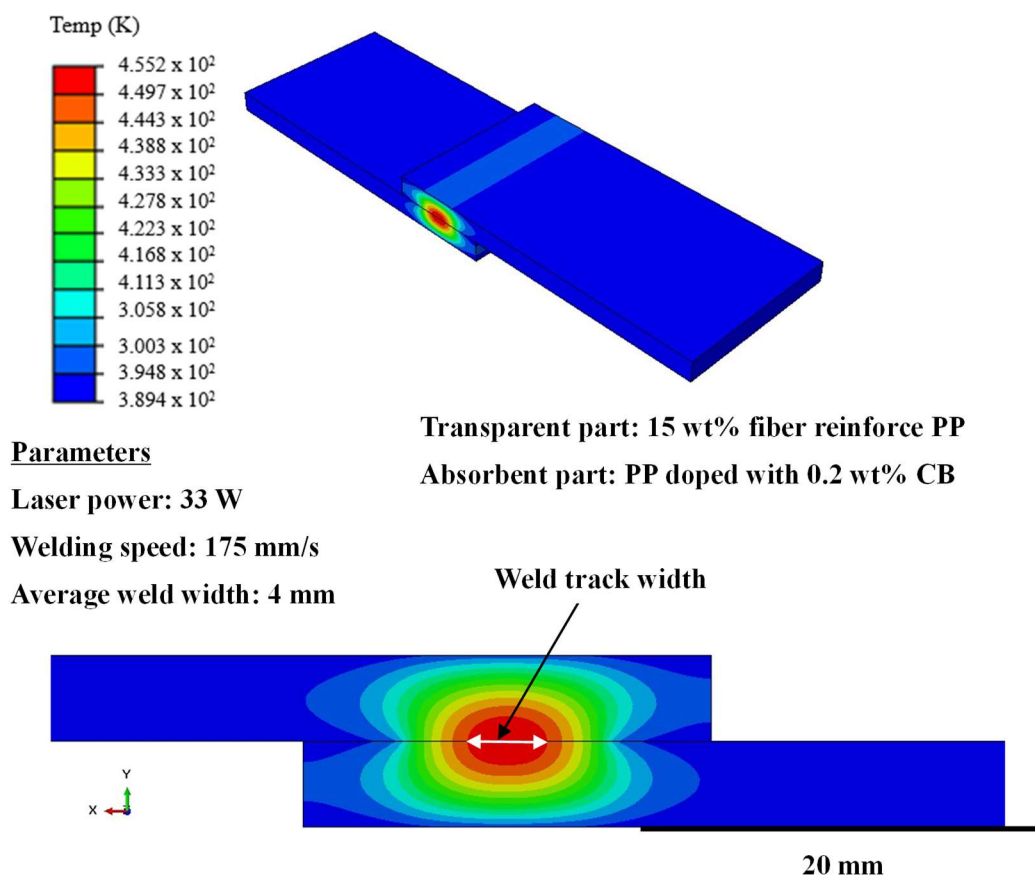 Temp (K)
4.552 x 10²
4.497 x 10²
4.443 x 10²
4.388 x 10²
4.333 x 10²
4.278 x 10²
4.223 x 10²
4.168 x 10²
4.113 x 10²
3.058 x 10²
3.003 x 10²
3.948 x 10²
3.894 x 10²
Transparent part: 15 wt% fiber reinforce PP
Absorbent part: PP doped with 0.2 wt% CB
Parameters
Laser power: 33 W
Welding speed: 175 mm/s
Average weld width: 4 mm
Weld track width
Y
X
20 mm